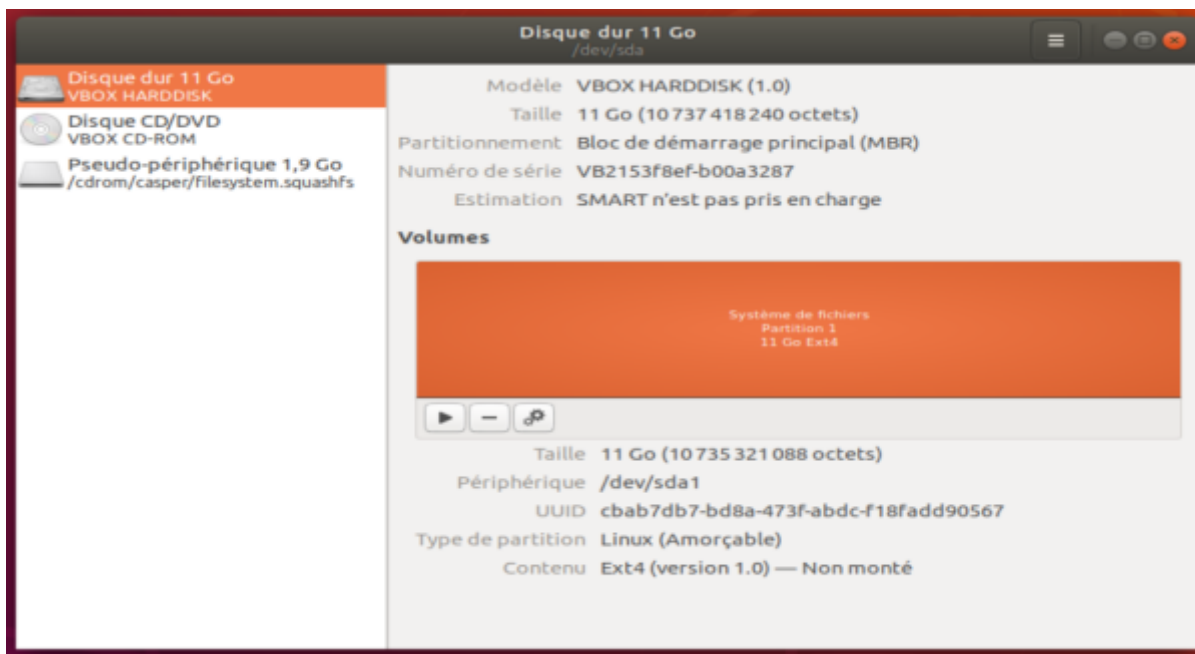 Disque dur 11 Go
/dev/sda
Disque dur 11 Go
VBOX HARDDISK
Disque CD/DVD
VBOX CD-ROM
Pseudo-périphérique 1,9 Go
/cdrom/casper/filesystem.squashfs
Modèle VBOX HARDDISK (1.0)
Taille 11 Go (10 737 418 240 octets)
Partitionnement Bloc de démarrage principal (MBR)
Numéro de série VB2153f8ef-b00a3287
Estimation SMART n’est pas pris en charge
Volumes
Système de fichiers
Partition 1
11 Go Ext4
Taille 11 Go (10 735 321 088 octets)
Périphérique /dev/sda1
UUID cbab7db7-bd8a-473f-abdc-f18fadd90567
Type de partition Linux (Amorçable)
Contenu Ext4 (version 1.0) — Non monté